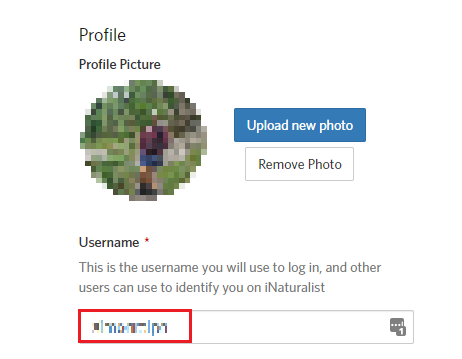 Profile
Profile Picture
Upload new photo
Remove Photo
Username *
This is the username you will use to log in, and other
users can use to identify you on iNaturalist
1